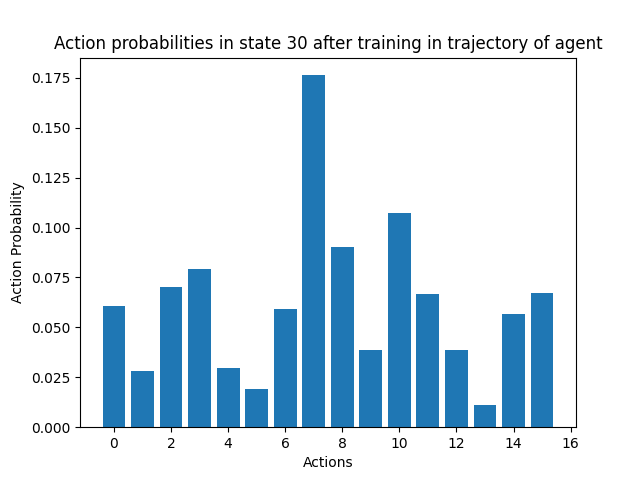 Action probabilities in state 30 after training in trajectory of agent
0.175
0.150
0.125
0.100
0.075
0.050
0.025
0.000
Action Probability
0 2 4 6 8 10 12 14 16
Actions